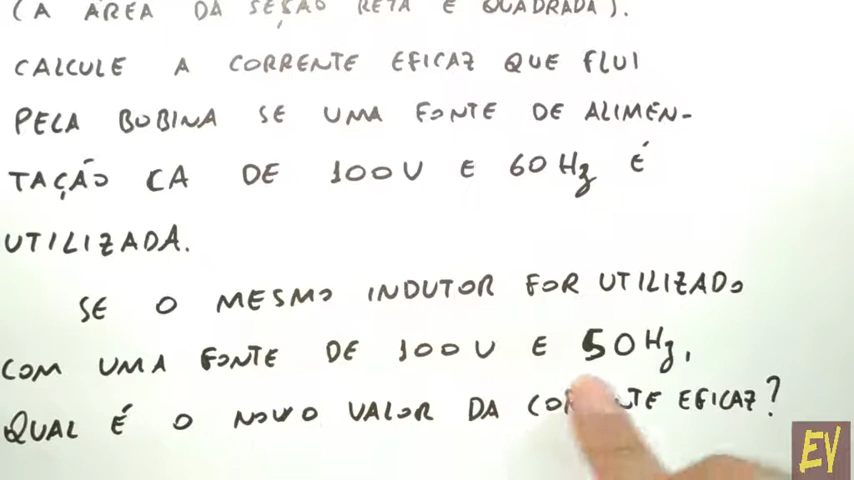 (A ÁREA DA SEÇÃO RETA É QUADRADA).
CALCULE A CORRENTE EFICAZ QUE FLUI
PELA BOBINA SE UMA FONTE DE ALIMEN-
TAÇÃO CA DE 100V E 60Hz É
UTILIZADA.
SE O MESMO INDUTOR FOR UTILIZADO
COM UMA FONTE DE 100V E 50Hz,
QUAL É O NOVO VALOR DA EFICAZ?
EV